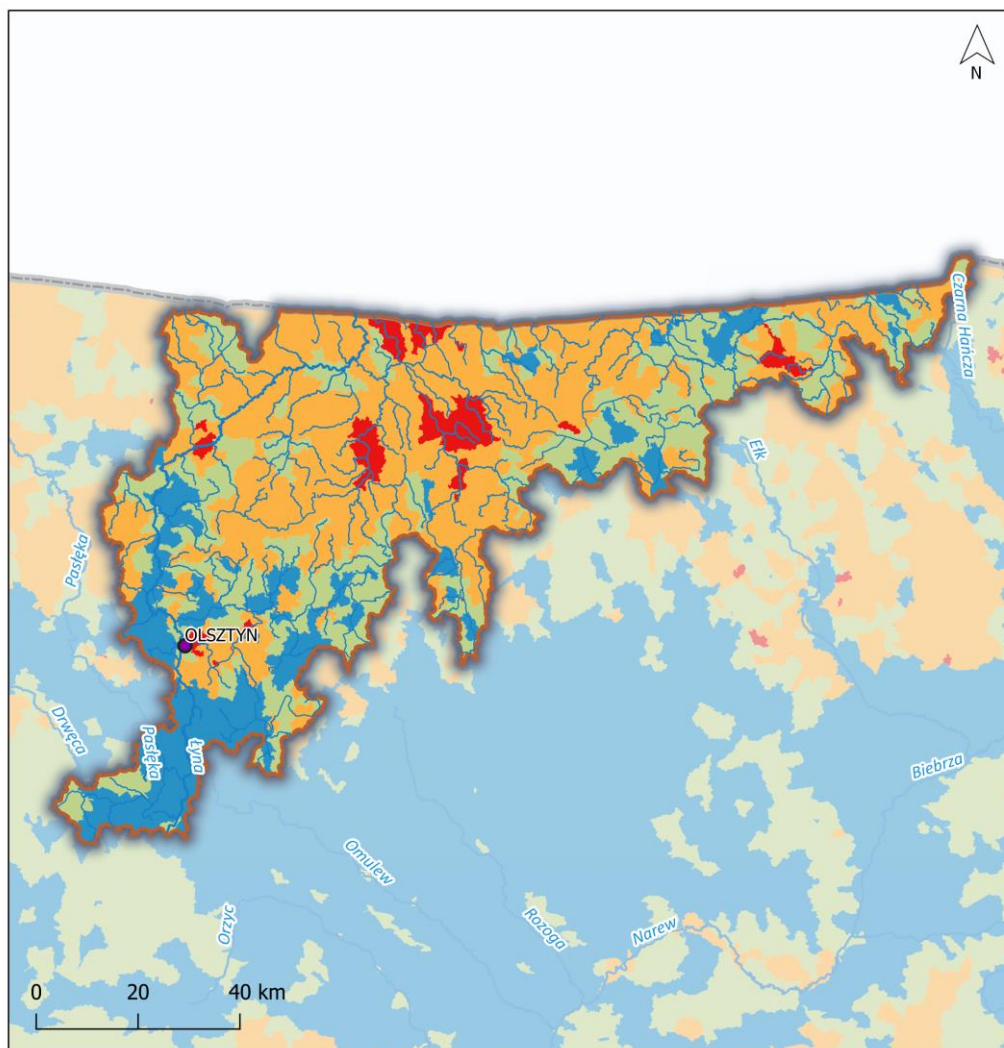 N
Czarna Hańcza
Ełk
Pasłęka
OLSZTYN
Drwęca
Pasłęka
Łyna
Biebrza
Omulew
Orzyc
Rozoga
Narew
0 20 40 km